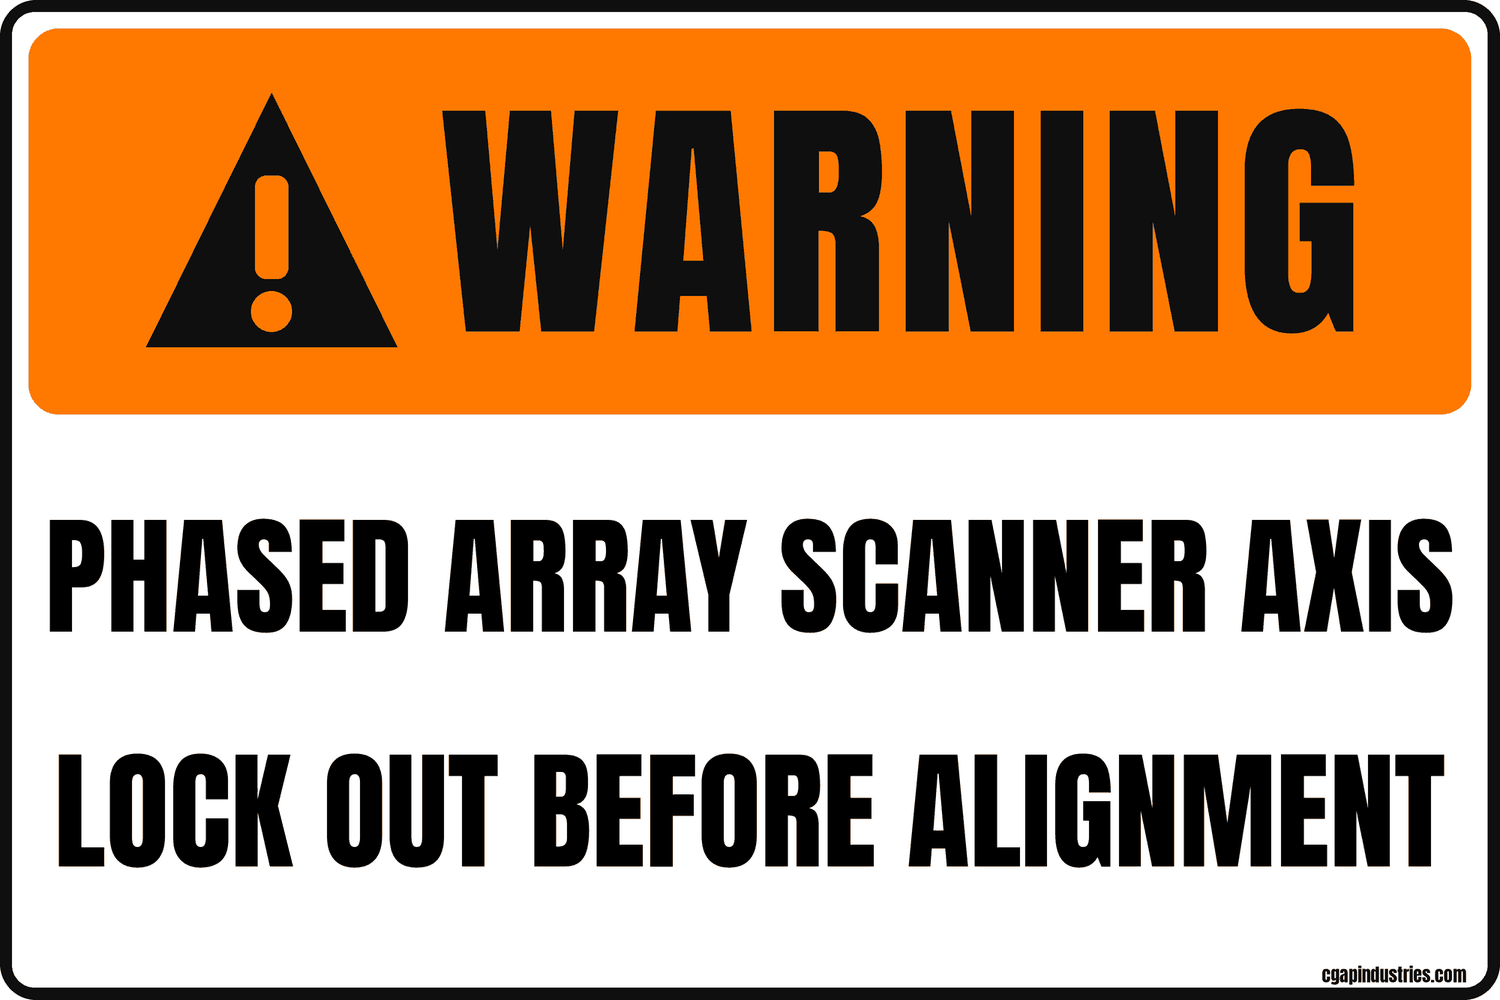 WARNING
PHASED ARRAY SCANNER AXIS
LOCK OUT BEFORE ALIGNMENT
cgapindustries.com